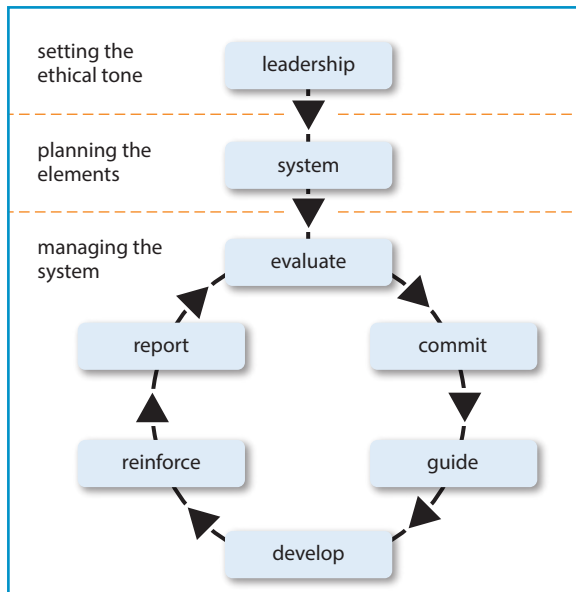 setting the
ethical tone
leadership
planning the
elements
system
managing the
system
evaluate
report
commit
reinforce
guide
develop